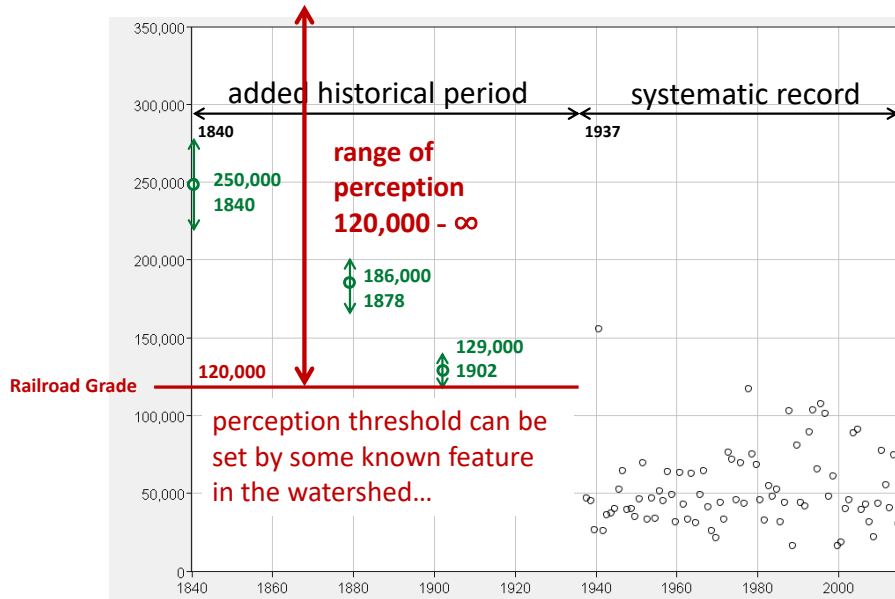 350,000
added historical period
systematic record
300,000
1840
1937
range of
perception
120,000 - ∞
250,000
250,000
1840
200,000
186,000
1878
150,000
129,000
1902
120,000
Railroad Grade
100,000
perception threshold can be
set by some known feature
in the watershed...
50,000
0
1840 1860 1880 1900 1920 1940 1960 1980 2000